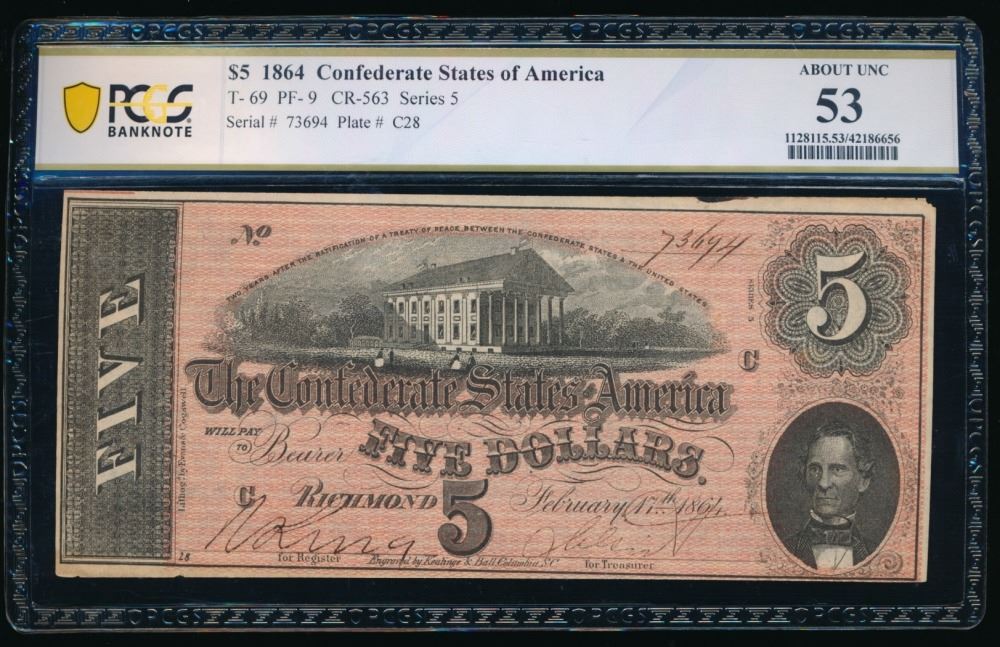 PCGS
BANKNOTE
$5 1864 Confederate States of America
T- 69 PF- 9 CR-563 Series 5
Serial # 73694 Plate # C28
ABOUT UNC
53
1128115.53/42186656
FIVE
No
73694
TWO YEARS AFTER THE RATIFICATION OF A TREATY OF PEACE BETWEEN THE CONFEDERATE STATES & THE UNITED STATES
SERIES 5
5
C
The Confederate States of America
WILL PAY
TO Bearer
FIVE DOLLARS.
C RICHMOND 5 February 17th 1864
28
for Register
Engraved by Keatinge & Ball Columbia, S.C.
for Treasurer